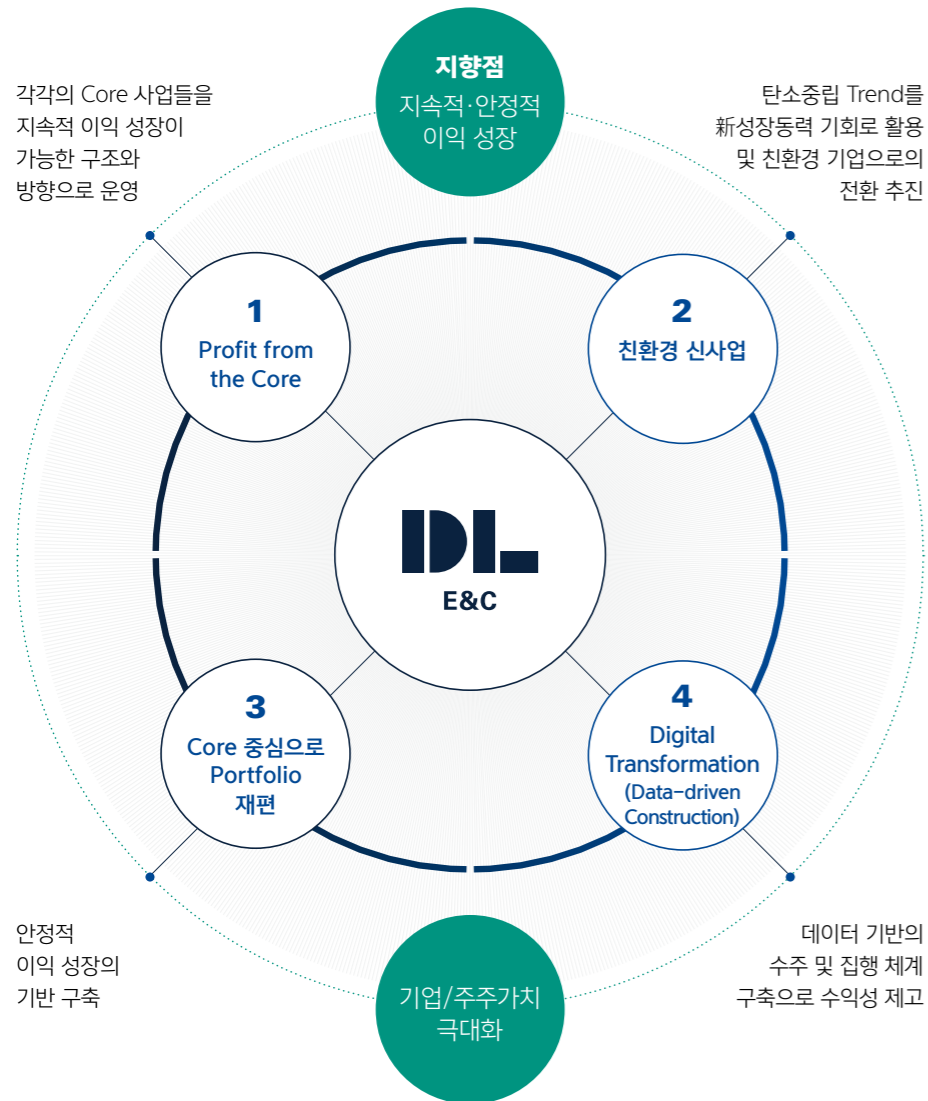 지향점
지속적·안정적
이익 성장
각각의 Core 사업들을
지속적 이익 성장이
가능한 구조와
방향으로 운영
탄소중립 Trend를
新성장동력 기회로 활용
및 친환경 기업으로의
전환 추진
1
Profit from
the Core
2
친환경 신사업
DL
E&C
3
Core 중심으로
Portfolio
재편
4
Digital
Transformation
(Data-driven
Construction)
안정적
이익 성장의
기반 구축
데이터 기반의
수주 및 집행 체계
구축으로 수익성 제고
기업/주주가치
극대화